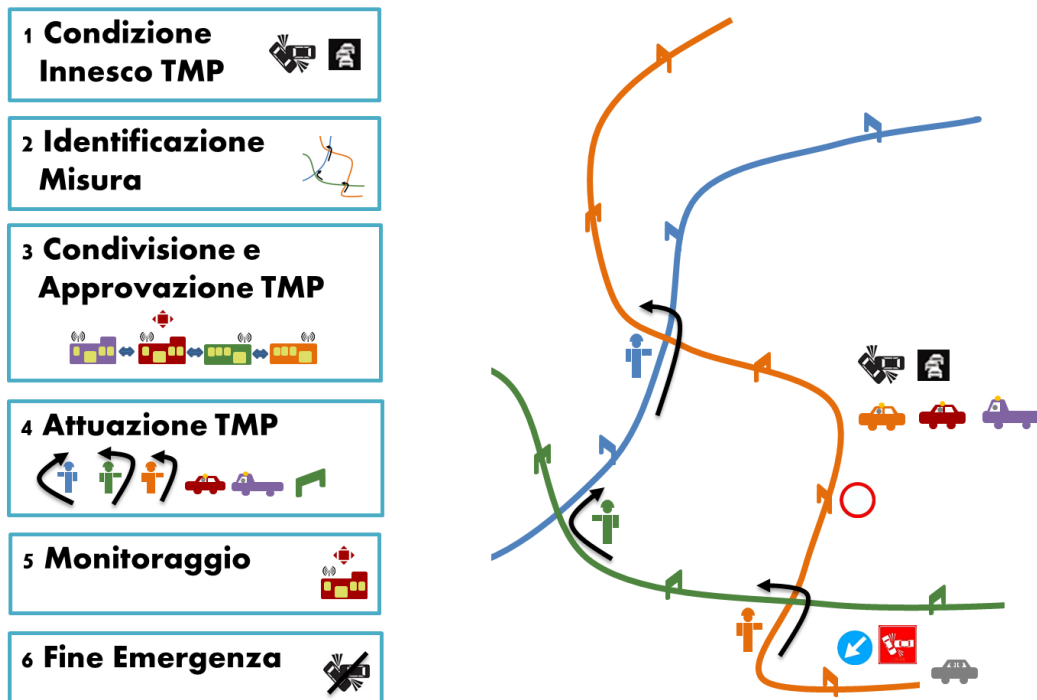 1 Condizione
Innesco TMP
2 Identificazione
Misura
3 Condivisione e
Approvazione TMP
4 Attuazione TMP
5 Monitoraggio
6 Fine Emergenza